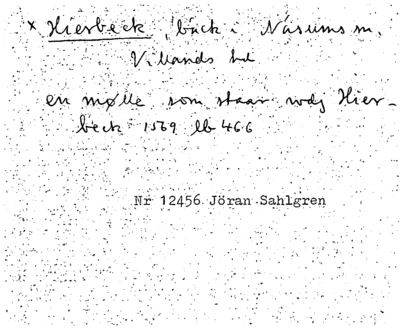 x Hierbeck, bäck i Näsums sn,
Villands hd
en mølle som staar wdj Hier-
beck 1569 lb 466
Nr 12456 Jöran Sahlgren